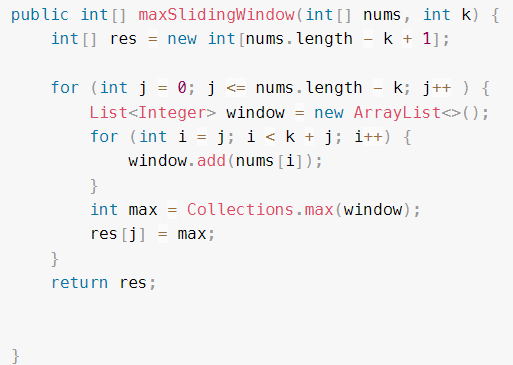 public int[] maxSlidingWindow(int[] nums, int k) {
    int[] res = new int[nums.length - k + 1];
    for (int j = 0; j <= nums.length - k; j++ ) {
        List<Integer> window = new ArrayList<>();
        for (int i = j; i < k + j; i++) {
            window.add(nums[i]);
        }
        int max = Collections.max(window);
        res[j] = max;
    }
    return res;
}